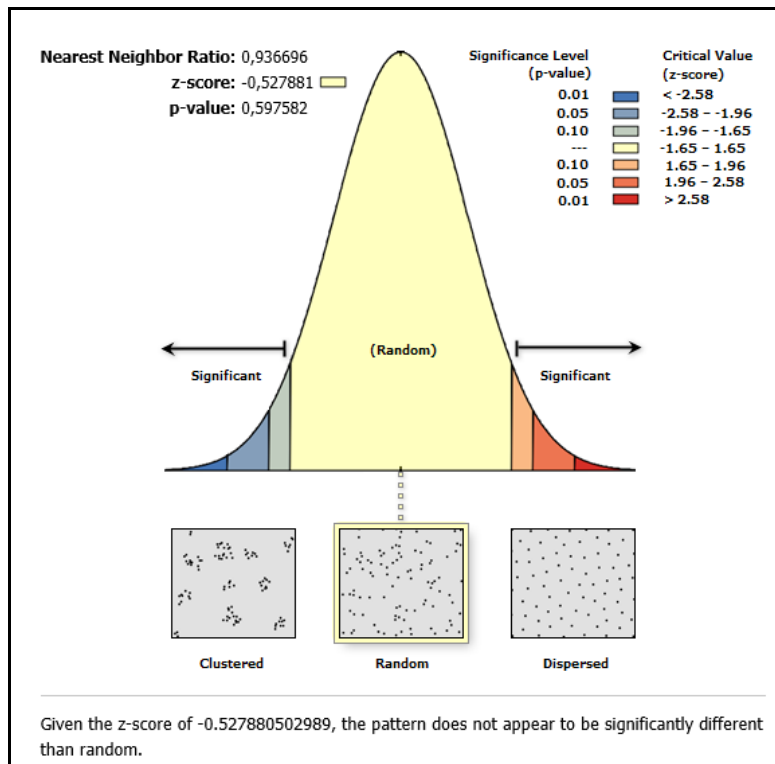 Nearest Neighbor Ratio: 0,936696
z-score: -0,527881
p-value: 0,597582
Significance Level
(p-value)
Critical Value
(z-score)
0.01 < -2.58
0.05 -2.58 – -1.96
0.10 -1.96 – -1.65
--- -1.65 – 1.65
0.10 1.65 – 1.96
0.05 1.96 – 2.58
0.01 > 2.58
(Random)
Significant
Significant
Clustered
Random
Dispersed
Given the z-score of -0.527880502989, the pattern does not appear to be significantly different
than random.